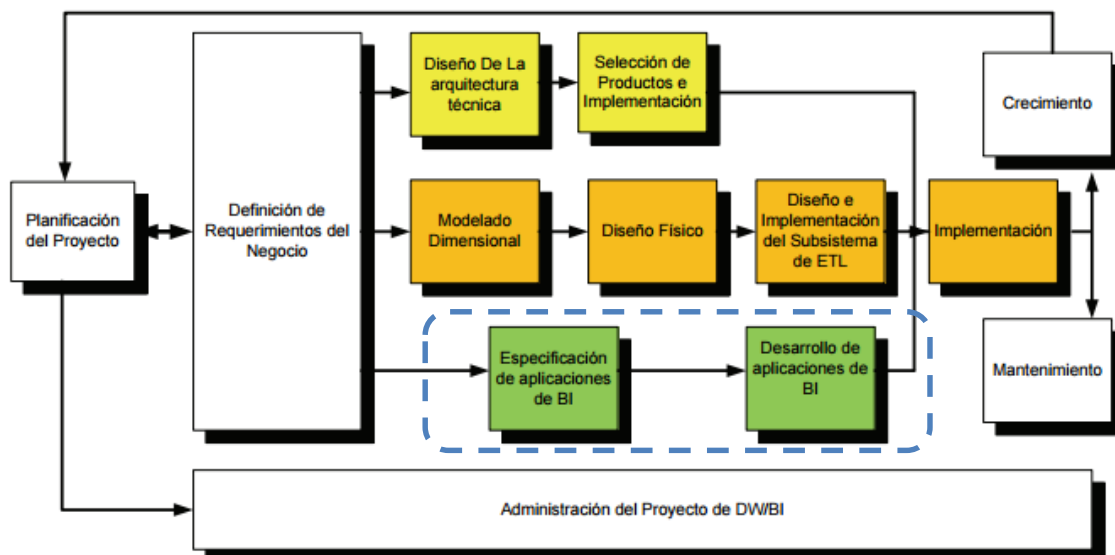 Planificación
del Proyecto
Definición de
Requerimientos del
Negocio
Diseño De La
arquitectura
técnica
Selección de
Productos e
Implementación
Modelado
Dimensional
Diseño Físico
Diseño e
Implementación
del Subsistema
de ETL
Especificación
de aplicaciones
de BI
Desarrollo de
aplicaciones de
BI
Implementación
Crecimiento
Mantenimiento
Administración del Proyecto de DW/BI